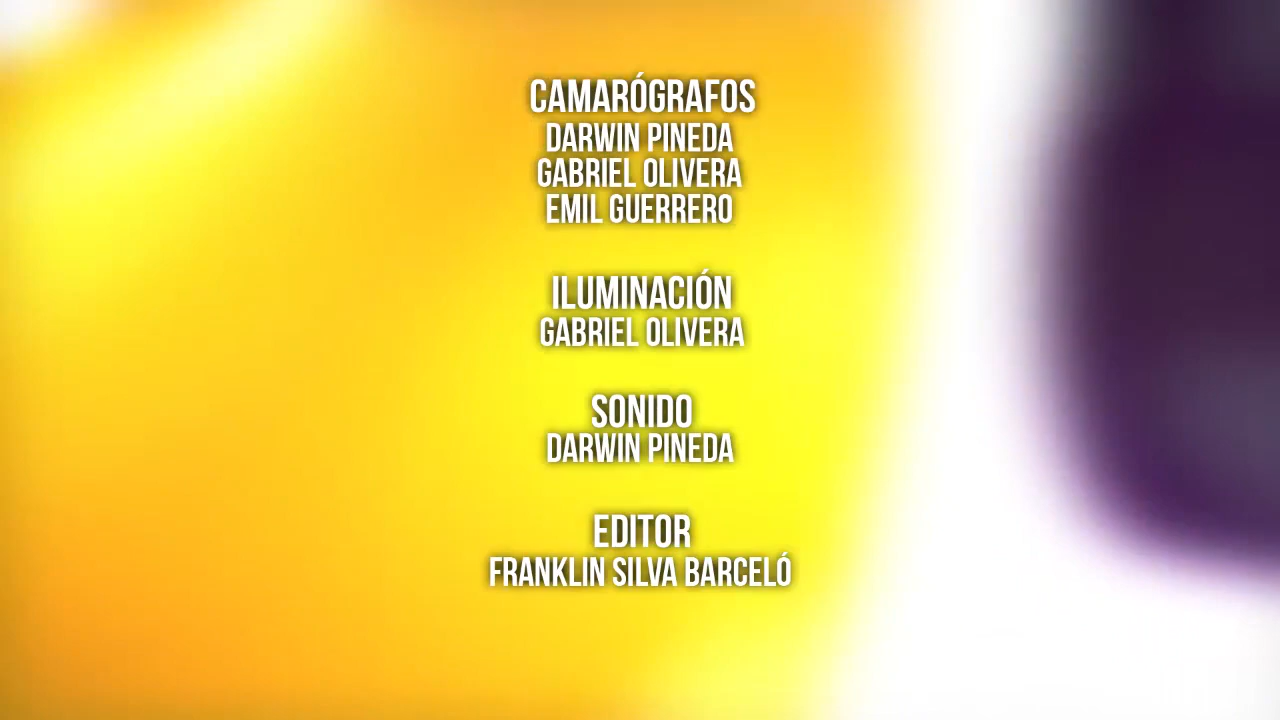 CAMARÓGRAFOS
DARWIN PINEDA
GABRIEL OLIVERA
EMIL GUERRERO
ILUMINACIÓN
GABRIEL OLIVERA
SONIDO
DARWIN PINEDA
EDITOR
FRANKLIN SILVA BARCELÓ